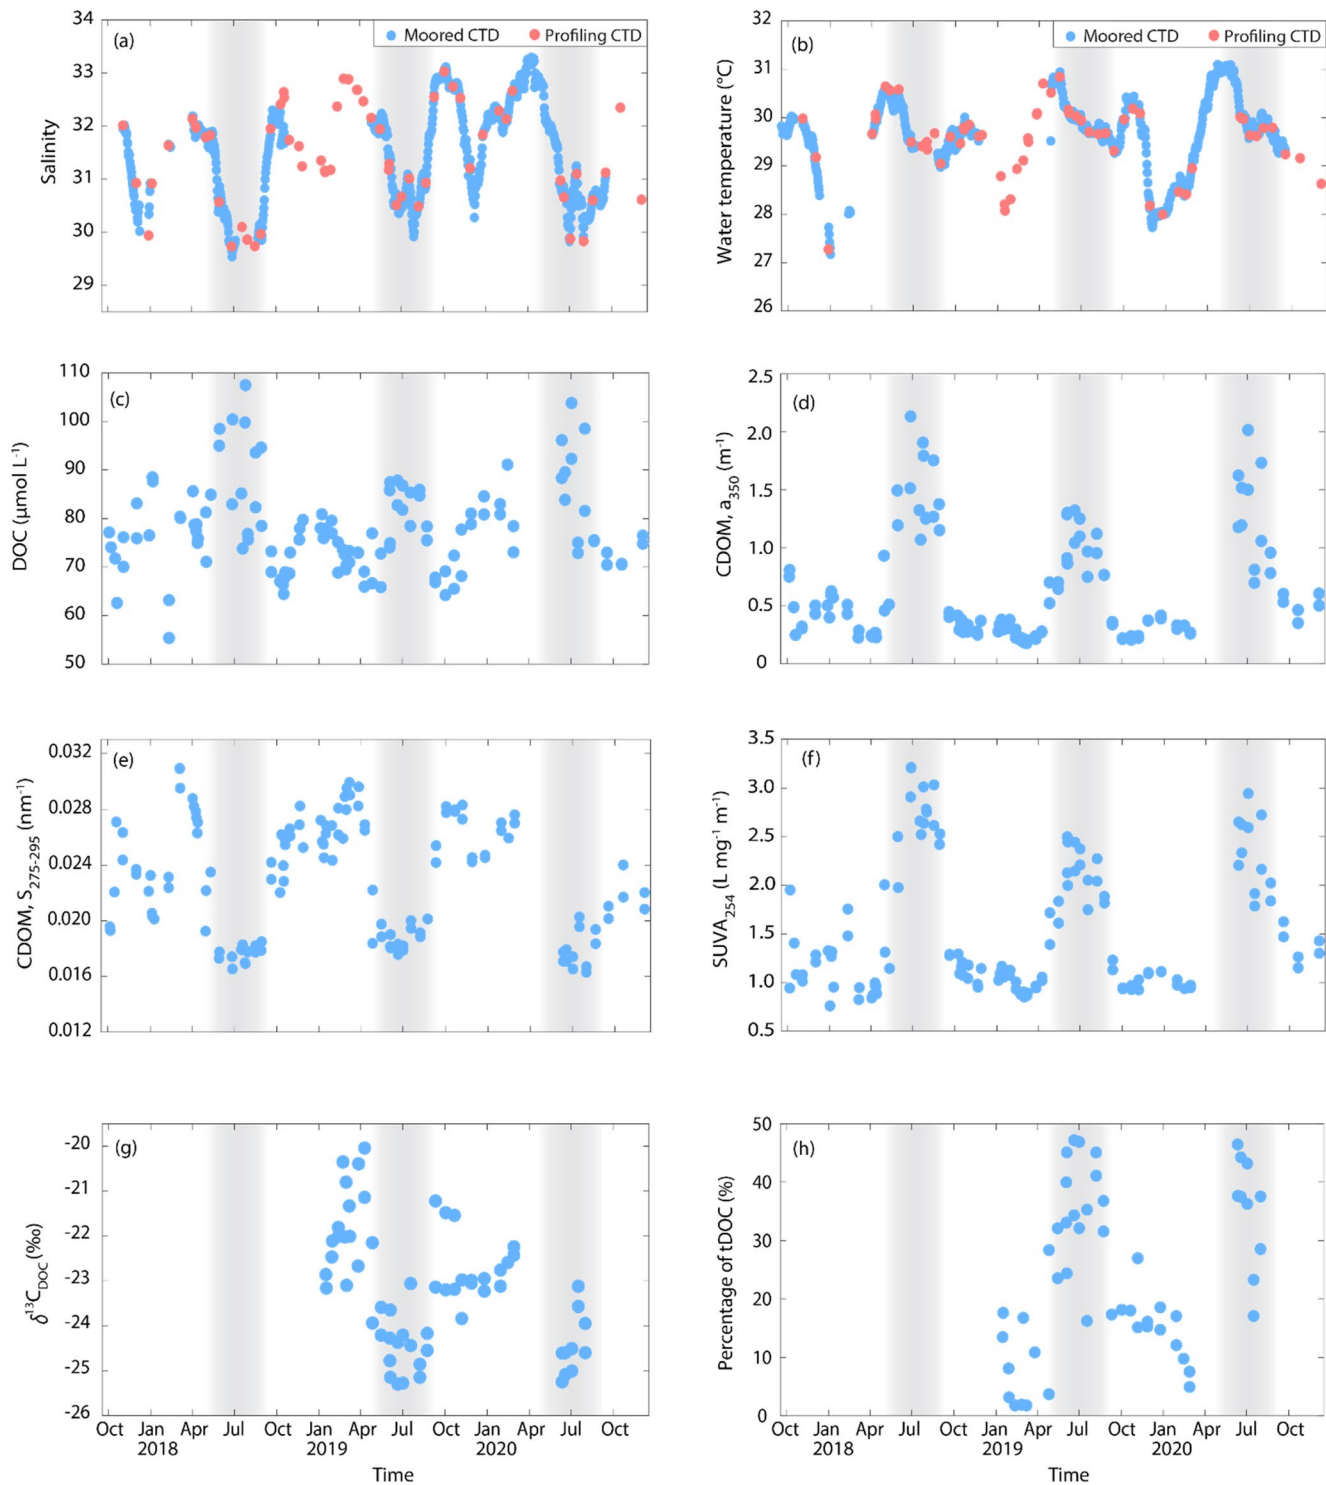 (a)
Moored CTD Profiling CTD
34
33
32
31
30
29
Salinity
(b)
Moored CTD Profiling CTD
32
31
30
29
28
27
26
Water temperature (°C)
(c)
110
100
90
80
70
60
50
DOC (µmol L⁻¹)
(d)
2.5
2.0
1.5
1.0
0.5
0
CDOM, a₃₅₀ (m⁻¹)
(e)
0.032
0.028
0.024
0.020
0.016
0.012
CDOM, S₂₇₅₋₂₉₅ (nm⁻¹)
(f)
3.5
3.0
2.5
2.0
1.5
1.0
0.5
SUVA₂₅₄ (L mg⁻¹ m⁻¹)
(g)
-20
-21
-22
-23
-24
-25
-26
δ¹³C_DOC (‰)
Oct Jan Apr Jul Oct Jan Apr Jul Oct Jan Apr Jul Oct
2018 2019 2020
Time
(h)
50
40
30
20
10
0
Percentage of tDOC (%)
Oct Jan Apr Jul Oct Jan Apr Jul Oct Jan Apr Jul Oct
2018 2019 2020
Time